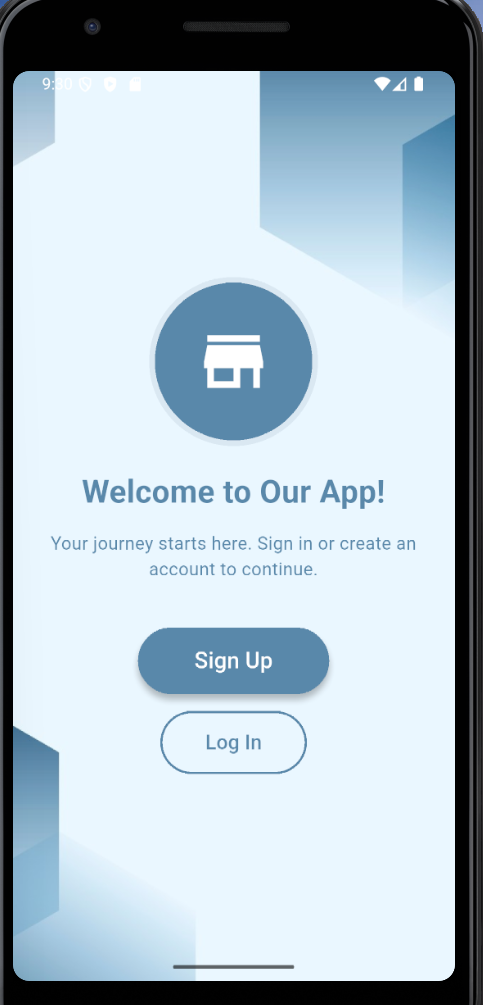 9:30
Welcome to Our App!
Your journey starts here. Sign in or create an
account to continue.
Sign Up
Log In